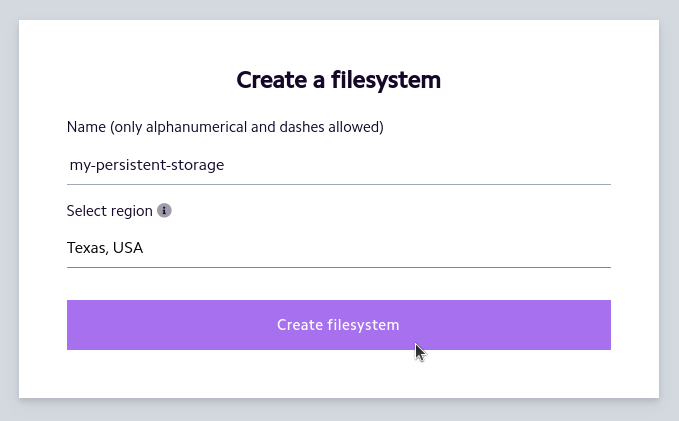 Create a filesystem
Name (only alphanumerical and dashes allowed)
my-persistent-storage
Select region
Texas, USA
Create filesystem